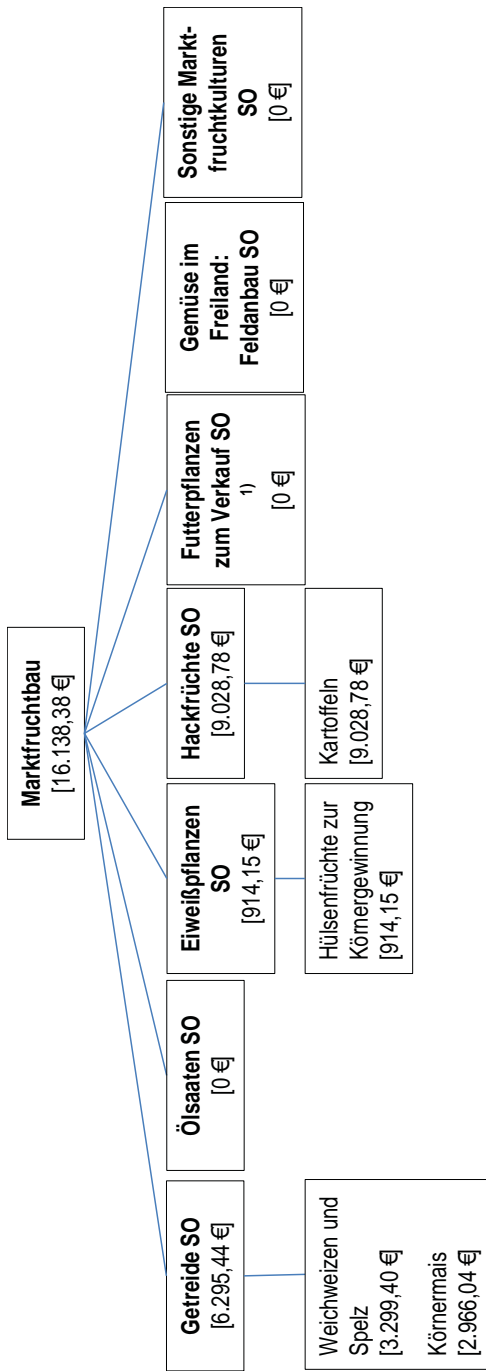 Marktfruchtbau
[16.138,38 €]
Getreide SO
[6.295,44 €]
Ölsaaten SO
[0 €]
Eiweißpflanzen
SO
[914,15 €]
Hackfrüchte SO
[9.028,78 €]
Futterpflanzen
zum Verkauf SO
1)
[0 €]
Gemüse im
Freiland:
Feldanbau SO
[0 €]
Sonstige Markt-
fruchtkulturen
SO
[0 €]
Weichweizen und
Spelz
[3.299,40 €]
Körnermais
[2.966,04 €]
Hülsenfrüchte zur
Körnergewinnung
[914,15 €]
Kartoffeln
[9.028,78 €]